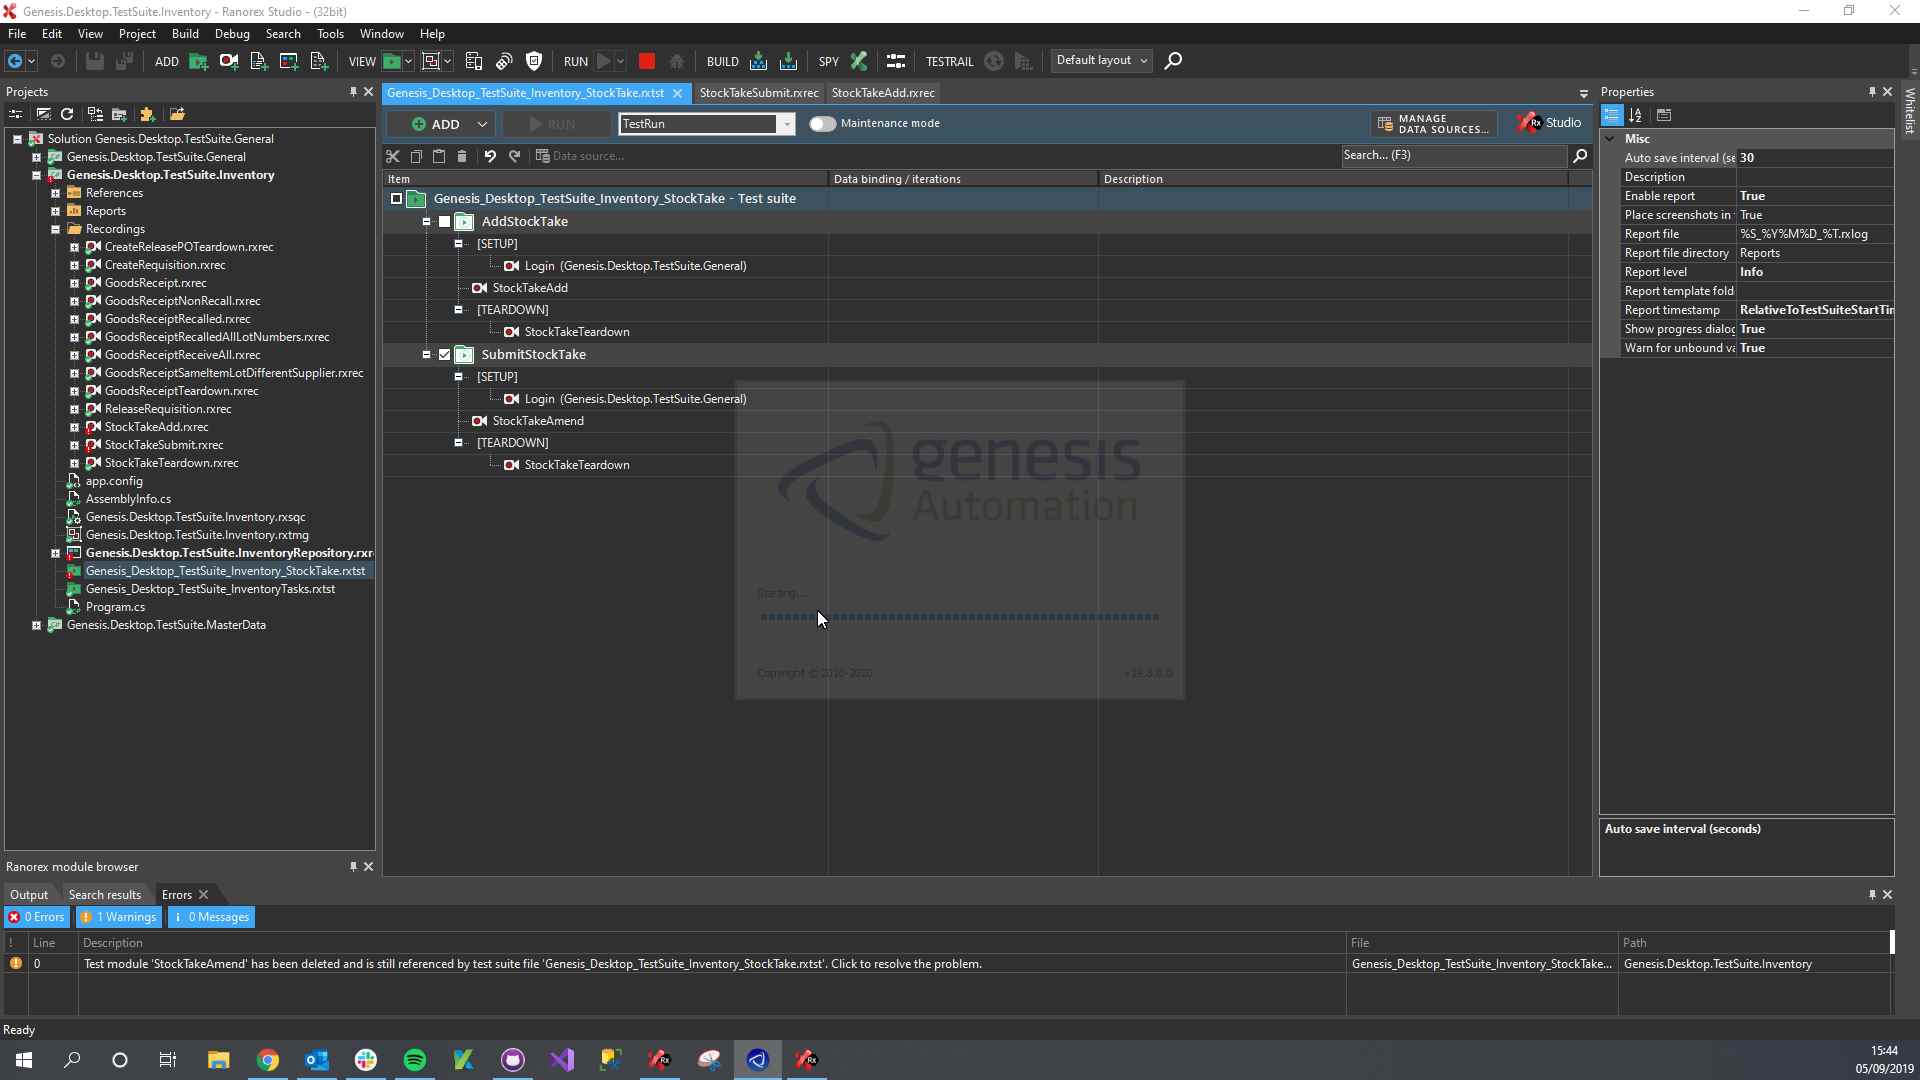 Genesis.Desktop.TestSuite.Inventory - Ranorex Studio - (32bit)
File Edit View Project Build Debug Search Tools Window Help
ADD VIEW RUN BUILD SPY TESTRAIL Default layout
Projects
Solution Genesis.Desktop.TestSuite.General
Genesis.Desktop.TestSuite.General
Genesis.Desktop.TestSuite.Inventory
References
Reports
Recordings
CreateReleasePOTeardown.rxrec
CreateRequisition.rxrec
GoodsReceipt.rxrec
GoodsReceiptNonRecall.rxrec
GoodsReceiptRecalled.rxrec
GoodsReceiptRecalledAllLotNumbers.rxrec
GoodsReceiptReceiveAll.rxrec
GoodsReceiptSameItemLotDifferentSupplier.rxrec
GoodsReceiptTeardown.rxrec
ReleaseRequisition.rxrec
StockTakeAdd.rxrec
StockTakeSubmit.rxrec
StockTakeTeardown.rxrec
app.config
AssemblyInfo.cs
Genesis.Desktop.TestSuite.Inventory.rxsqc
Genesis.Desktop.TestSuite.Inventory.rxtmg
Genesis.Desktop.TestSuite.InventoryRepository.rxr
Genesis_Desktop_TestSuite_Inventory_StockTake.rxtst
Genesis_Desktop_TestSuite_InventoryTasks.rxtst
Program.cs
Genesis.Desktop.TestSuite.MasterData
Ranorex module browser
Genesis_Desktop_TestSuite_Inventory_StockTake.rxtst StockTakeSubmit.rxrec StockTakeAdd.rxrec
ADD RUN TestRun Maintenance mode MANAGE DATA SOURCES... Rx Studio
Data source... Search... (F3)
Item Data binding / iterations Description
Genesis_Desktop_TestSuite_Inventory_StockTake - Test suite
AddStockTake
[SETUP]
Login (Genesis.Desktop.TestSuite.General)
StockTakeAdd
[TEARDOWN]
StockTakeTeardown
SubmitStockTake
[SETUP]
Login (Genesis.Desktop.TestSuite.General)
StockTakeAmend
[TEARDOWN]
StockTakeTeardown
genesis
Automation
Starting...
Copyright © 2010-2020
Properties
Misc
Auto save interval (se 30
Description
Enable report True
Place screenshots in True
Report file %S_%Y%M%D_%T.rxlog
Report file directory Reports
Report level Info
Report template fold
Report timestamp RelativeToTestSuiteStartTin
Show progress dialog True
Warn for unbound va True
Auto save interval (seconds)
Whitelist
Output Search results Errors
0 Errors 1 Warnings 0 Messages
! Line Description File Path
0 Test module 'StockTakeAmend' has been deleted and is still referenced by test suite file 'Genesis_Desktop_TestSuite_Inventory_StockTake.rxtst'. Click to resolve the problem. Genesis_Desktop_TestSuite_Inventory_StockTake... Genesis.Desktop.TestSuite.Inventory
Ready
15:44
05/09/2019